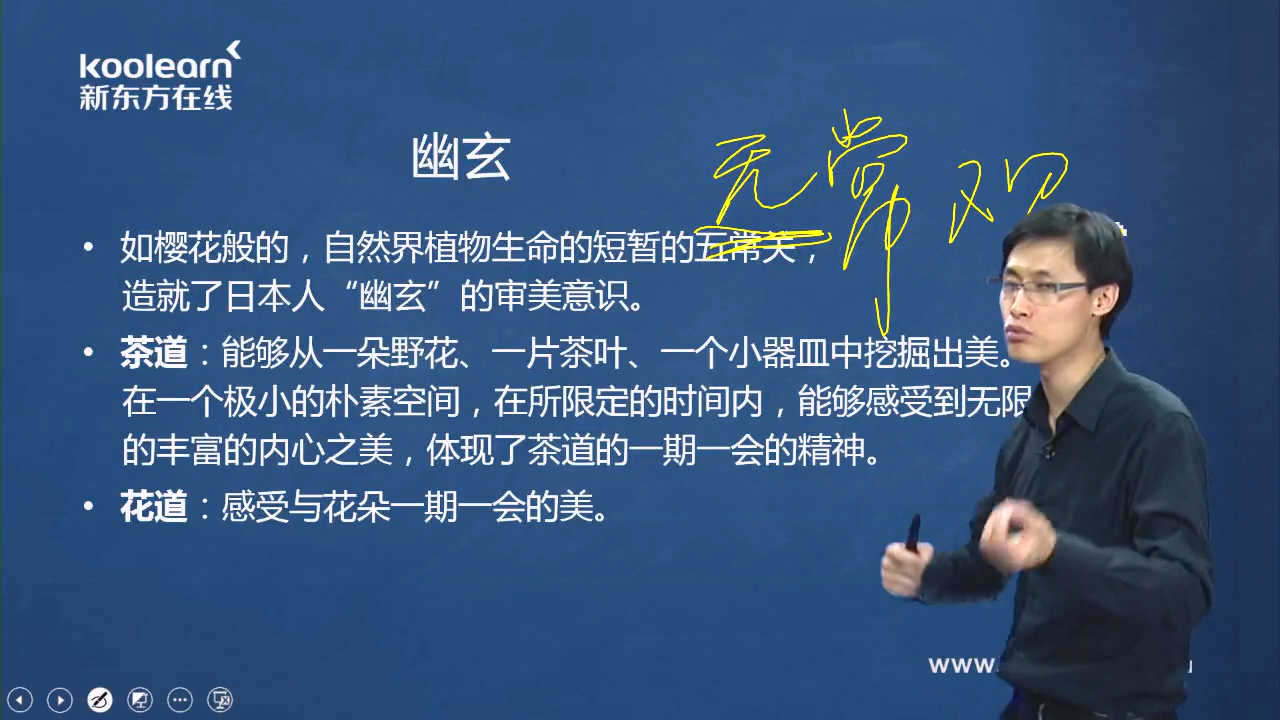 koolearn
新东方在线
幽玄
无常观
• 如樱花般的，自然界植物生命的短暂的五常关，
造就了日本人“幽玄”的审美意识。
• 茶道：能够从一朵野花、一片茶叶、一个小器皿中挖掘出美。
在一个极小的朴素空间，在所限定的时间内，能够感受到无限
的丰富的内心之美，体现了茶道的一期一会的精神。
• 花道：感受与花朵一期一会的美。
www.